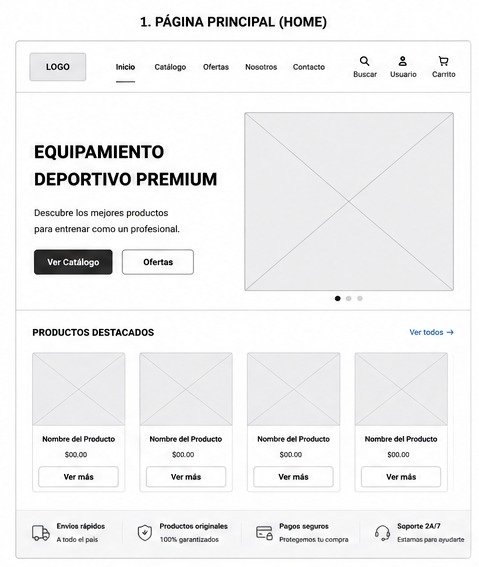 1. PÁGINA PRINCIPAL (HOME)
LOGO
Inicio
Catálogo
Ofertas
Nosotros
Contacto
Buscar
Usuario
Carrito
EQUIPAMIENTO
DEPORTIVO PREMIUM
Descubre los mejores productos
para entrenar como un profesional.
Ver Catálogo
Ofertas
PRODUCTOS DESTACADOS
Ver todos →
Nombre del Producto
$00.00
Ver más
Nombre del Producto
$00.00
Ver más
Nombre del Producto
$00.00
Ver más
Nombre del Producto
$00.00
Ver más
Envíos rápidos
A todo el país
Productos originales
100% garantizados
Pagos seguros
Protegemos tu compra
Soporte 2A/7
Estamos para ayudarte